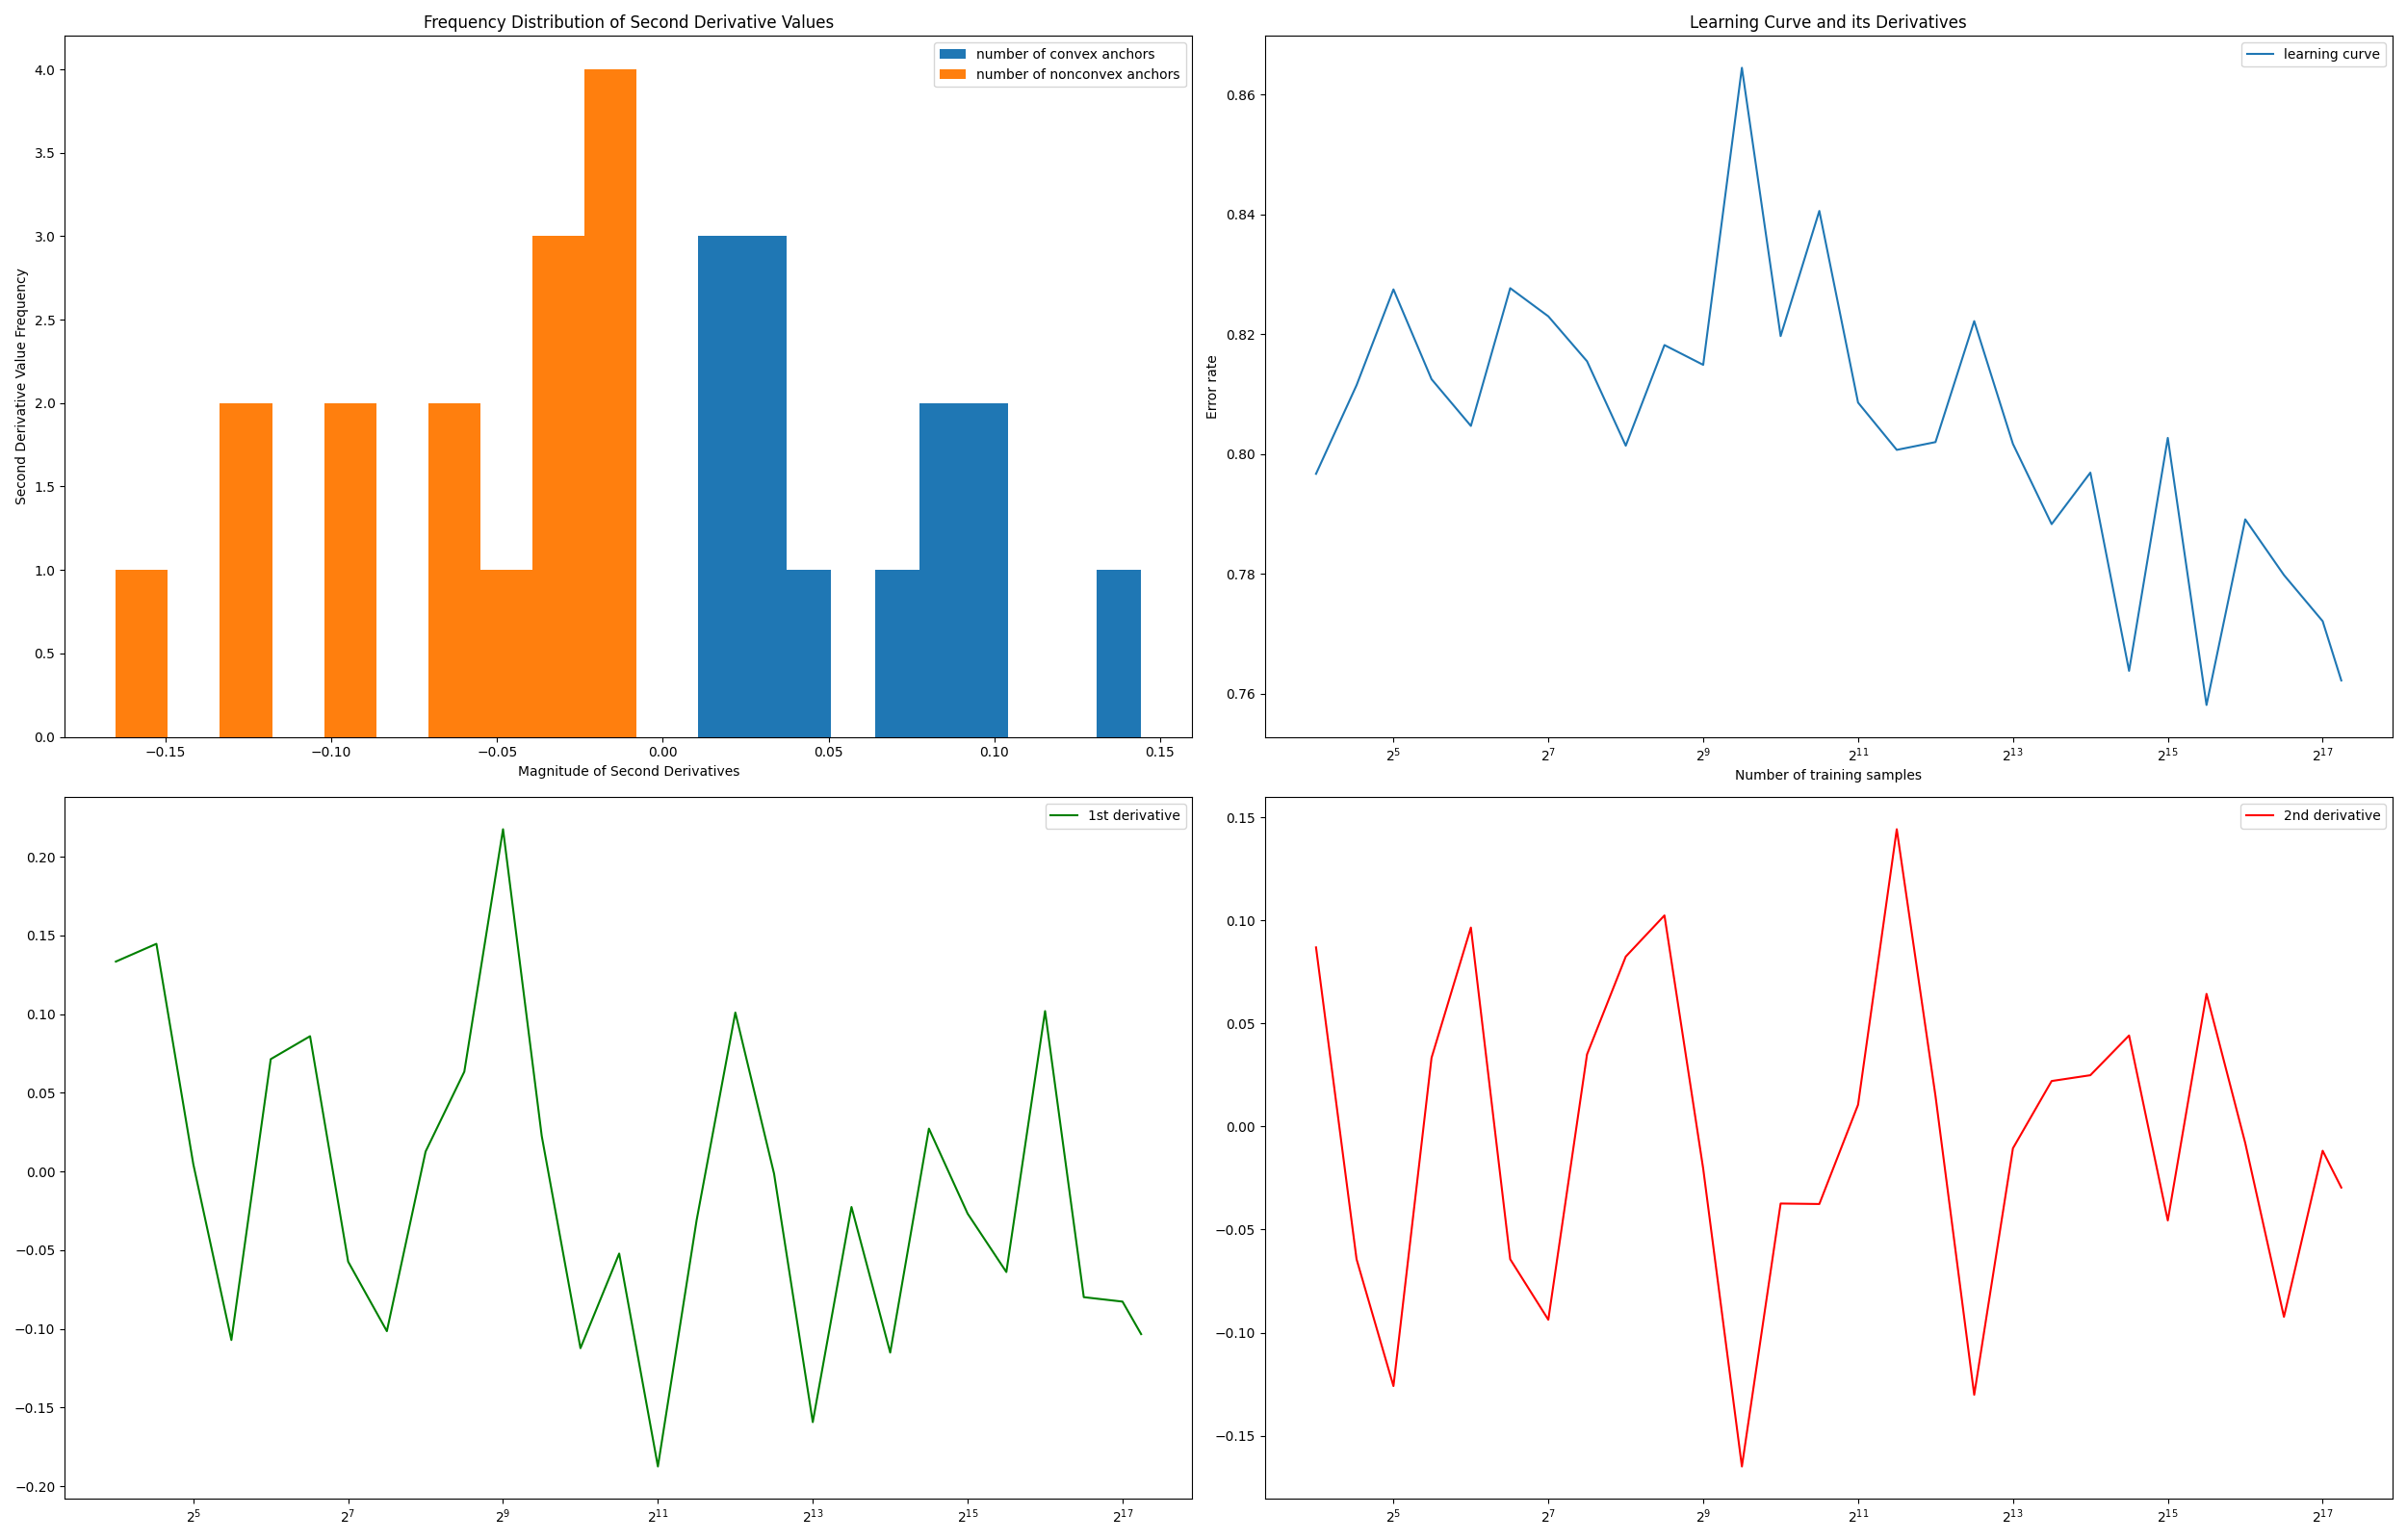 Frequency Distribution of Second Derivative Values
number of convex anchors
number of nonconvex anchors
4.0
3.5
3.0
2.5
2.0
1.5
1.0
0.5
0.0
Second Derivative Value Frequency
−0.15 −0.10 −0.05 0.00 0.05 0.10 0.15
Magnitude of Second Derivatives
Learning Curve and its Derivatives
learning curve
0.86
0.84
0.82
0.80
0.78
0.76
Error rate
2^5 2^7 2^9 2^11 2^13 2^15 2^17
Number of training samples
1st derivative
0.20
0.15
0.10
0.05
0.00
−0.05
−0.10
−0.15
−0.20
2^5 2^7 2^9 2^11 2^13 2^15 2^17
2nd derivative
0.15
0.10
0.05
0.00
−0.05
−0.10
−0.15
2^5 2^7 2^9 2^11 2^13 2^15 2^17